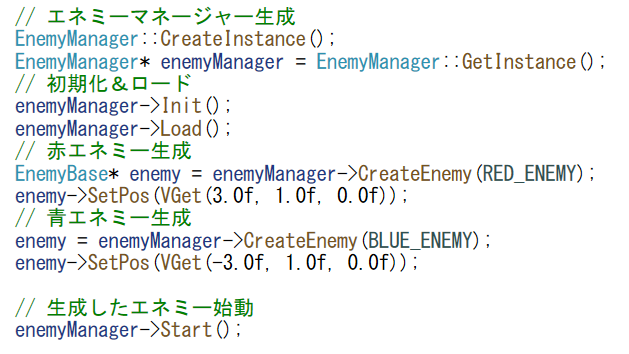 // エネミーマネージャー生成
EnemyManager::CreateInstance();
EnemyManager* enemyManager = EnemyManager::GetInstance();
// 初期化＆ロード
enemyManager->Init();
enemyManager->Load();
// 赤エネミー生成
EnemyBase* enemy = enemyManager->CreateEnemy(RED_ENEMY);
enemy->SetPos(VGet(3.0f, 1.0f, 0.0f));
// 青エネミー生成
enemy = enemyManager->CreateEnemy(BLUE_ENEMY);
enemy->SetPos(VGet(-3.0f, 1.0f, 0.0f));
// 生成したエネミー始動
enemyManager->Start();